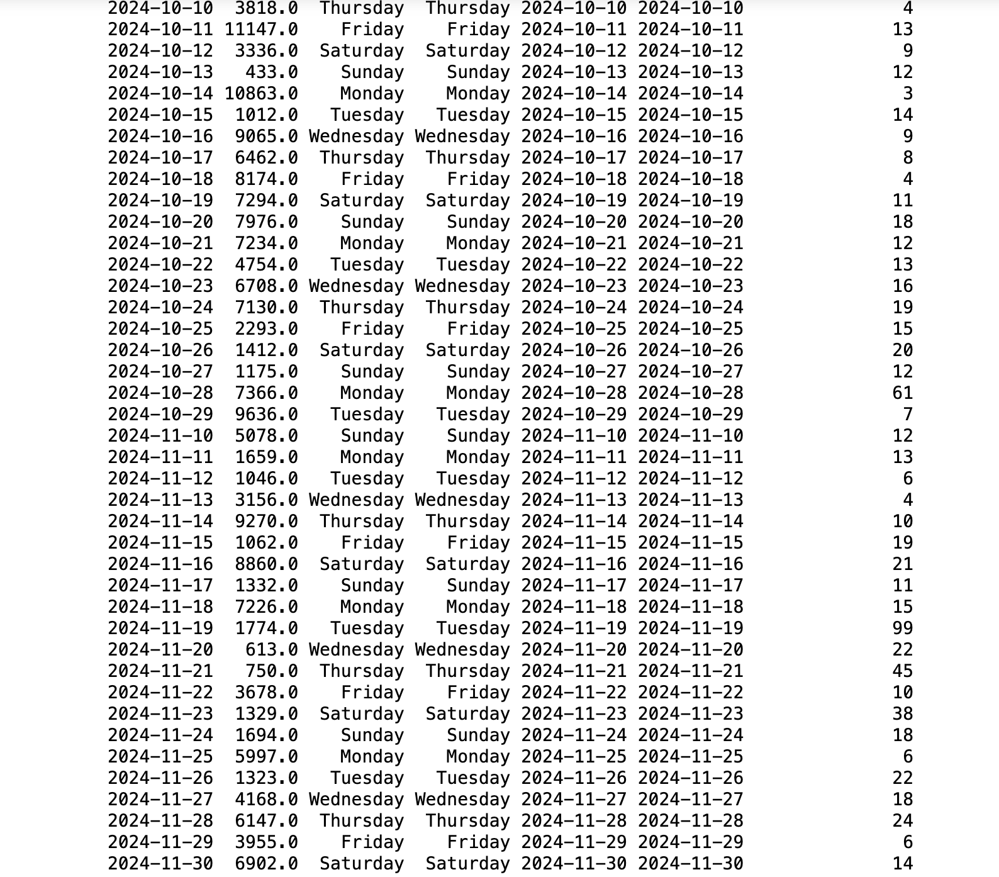 2024-10-10 3818.0 Thursday Thursday 2024-10-10 2024-10-10 4
2024-10-11 11147.0 Friday Friday 2024-10-11 2024-10-11 13
2024-10-12 3336.0 Saturday Saturday 2024-10-12 2024-10-12 9
2024-10-13 433.0 Sunday Sunday 2024-10-13 2024-10-13 12
2024-10-14 10863.0 Monday Monday 2024-10-14 2024-10-14 3
2024-10-15 1012.0 Tuesday Tuesday 2024-10-15 2024-10-15 14
2024-10-16 9065.0 Wednesday Wednesday 2024-10-16 2024-10-16 9
2024-10-17 6462.0 Thursday Thursday 2024-10-17 2024-10-17 8
2024-10-18 8174.0 Friday Friday 2024-10-18 2024-10-18 4
2024-10-19 7294.0 Saturday Saturday 2024-10-19 2024-10-19 11
2024-10-20 7976.0 Sunday Sunday 2024-10-20 2024-10-20 18
2024-10-21 7234.0 Monday Monday 2024-10-21 2024-10-21 12
2024-10-22 4754.0 Tuesday Tuesday 2024-10-22 2024-10-22 13
2024-10-23 6708.0 Wednesday Wednesday 2024-10-23 2024-10-23 16
2024-10-24 7130.0 Thursday Thursday 2024-10-24 2024-10-24 19
2024-10-25 2293.0 Friday Friday 2024-10-25 2024-10-25 15
2024-10-26 1412.0 Saturday Saturday 2024-10-26 2024-10-26 20
2024-10-27 1175.0 Sunday Sunday 2024-10-27 2024-10-27 12
2024-10-28 7366.0 Monday Monday 2024-10-28 2024-10-28 61
2024-10-29 9636.0 Tuesday Tuesday 2024-10-29 2024-10-29 7
2024-11-10 5078.0 Sunday Sunday 2024-11-10 2024-11-10 12
2024-11-11 1659.0 Monday Monday 2024-11-11 2024-11-11 13
2024-11-12 1046.0 Tuesday Tuesday 2024-11-12 2024-11-12 6
2024-11-13 3156.0 Wednesday Wednesday 2024-11-13 2024-11-13 4
2024-11-14 9270.0 Thursday Thursday 2024-11-14 2024-11-14 10
2024-11-15 1062.0 Friday Friday 2024-11-15 2024-11-15 19
2024-11-16 8860.0 Saturday Saturday 2024-11-16 2024-11-16 21
2024-11-17 1332.0 Sunday Sunday 2024-11-17 2024-11-17 11
2024-11-18 7226.0 Monday Monday 2024-11-18 2024-11-18 15
2024-11-19 1774.0 Tuesday Tuesday 2024-11-19 2024-11-19 99
2024-11-20 613.0 Wednesday Wednesday 2024-11-20 2024-11-20 22
2024-11-21 750.0 Thursday Thursday 2024-11-21 2024-11-21 45
2024-11-22 3678.0 Friday Friday 2024-11-22 2024-11-22 10
2024-11-23 1329.0 Saturday Saturday 2024-11-23 2024-11-23 38
2024-11-24 1694.0 Sunday Sunday 2024-11-24 2024-11-24 18
2024-11-25 5997.0 Monday Monday 2024-11-25 2024-11-25 6
2024-11-26 1323.0 Tuesday Tuesday 2024-11-26 2024-11-26 22
2024-11-27 4168.0 Wednesday Wednesday 2024-11-27 2024-11-27 18
2024-11-28 6147.0 Thursday Thursday 2024-11-28 2024-11-28 24
2024-11-29 3955.0 Friday Friday 2024-11-29 2024-11-29 6
2024-11-30 6902.0 Saturday Saturday 2024-11-30 2024-11-30 14